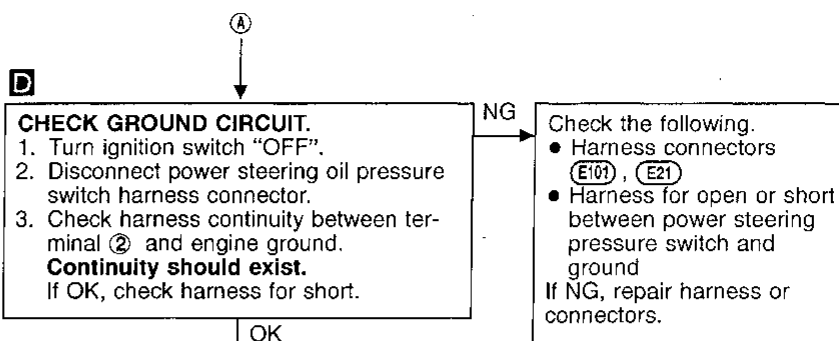 Ⓐ
D
CHECK GROUND CIRCUIT.
1. Turn ignition switch “OFF”.
2. Disconnect power steering oil pressure
switch harness connector.
3. Check harness continuity between ter-
minal ② and engine ground.
Continuity should exist.
If OK, check harness for short.
OK
NG
Check the following.
● Harness connectors
E101 , E21
● Harness for open or short
between power steering
pressure switch and
ground
If NG, repair harness or
connectors.